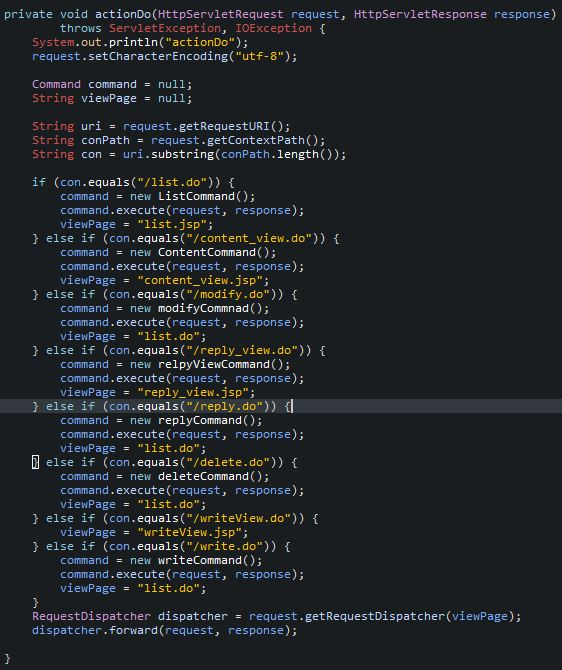 private void actionDo(HttpServletRequest request, HttpServletResponse response)
        throws ServletException, IOException {
    System.out.println("actionDo");
    request.setCharacterEncoding("utf-8");

    Command command = null;
    String viewPage = null;

    String uri = request.getRequestURI();
    String conPath = request.getContextPath();
    String con = uri.substring(conPath.length());

    if (con.equals("/list.do")) {
        command = new ListCommand();
        command.execute(request, response);
        viewPage = "list.jsp";
    } else if (con.equals("/content_view.do")) {
        command = new ContentCommand();
        command.execute(request, response);
        viewPage = "content_view.jsp";
    } else if (con.equals("/modify.do")) {
        command = new modifyCommnad();
        command.execute(request, response);
        viewPage = "list.do";
    } else if (con.equals("/reply_view.do")) {
        command = new relpyViewCommand();
        command.execute(request, response);
        viewPage = "reply_view.jsp";
    } else if (con.equals("/reply.do")) {
        command = new replyCommand();
        command.execute(request, response);
        viewPage = "list.do";
    } else if (con.equals("/delete.do")) {
        command = new deleteCommand();
        command.execute(request, response);
        viewPage = "list.do";
    } else if (con.equals("/writeView.do")) {
        viewPage = "writeView.jsp";
    } else if (con.equals("/write.do")) {
        command = new writeCommand();
        command.execute(request, response);
        viewPage = "list.do";
    }
    RequestDispatcher dispatcher = request.getRequestDispatcher(viewPage);
    dispatcher.forward(request, response);

}